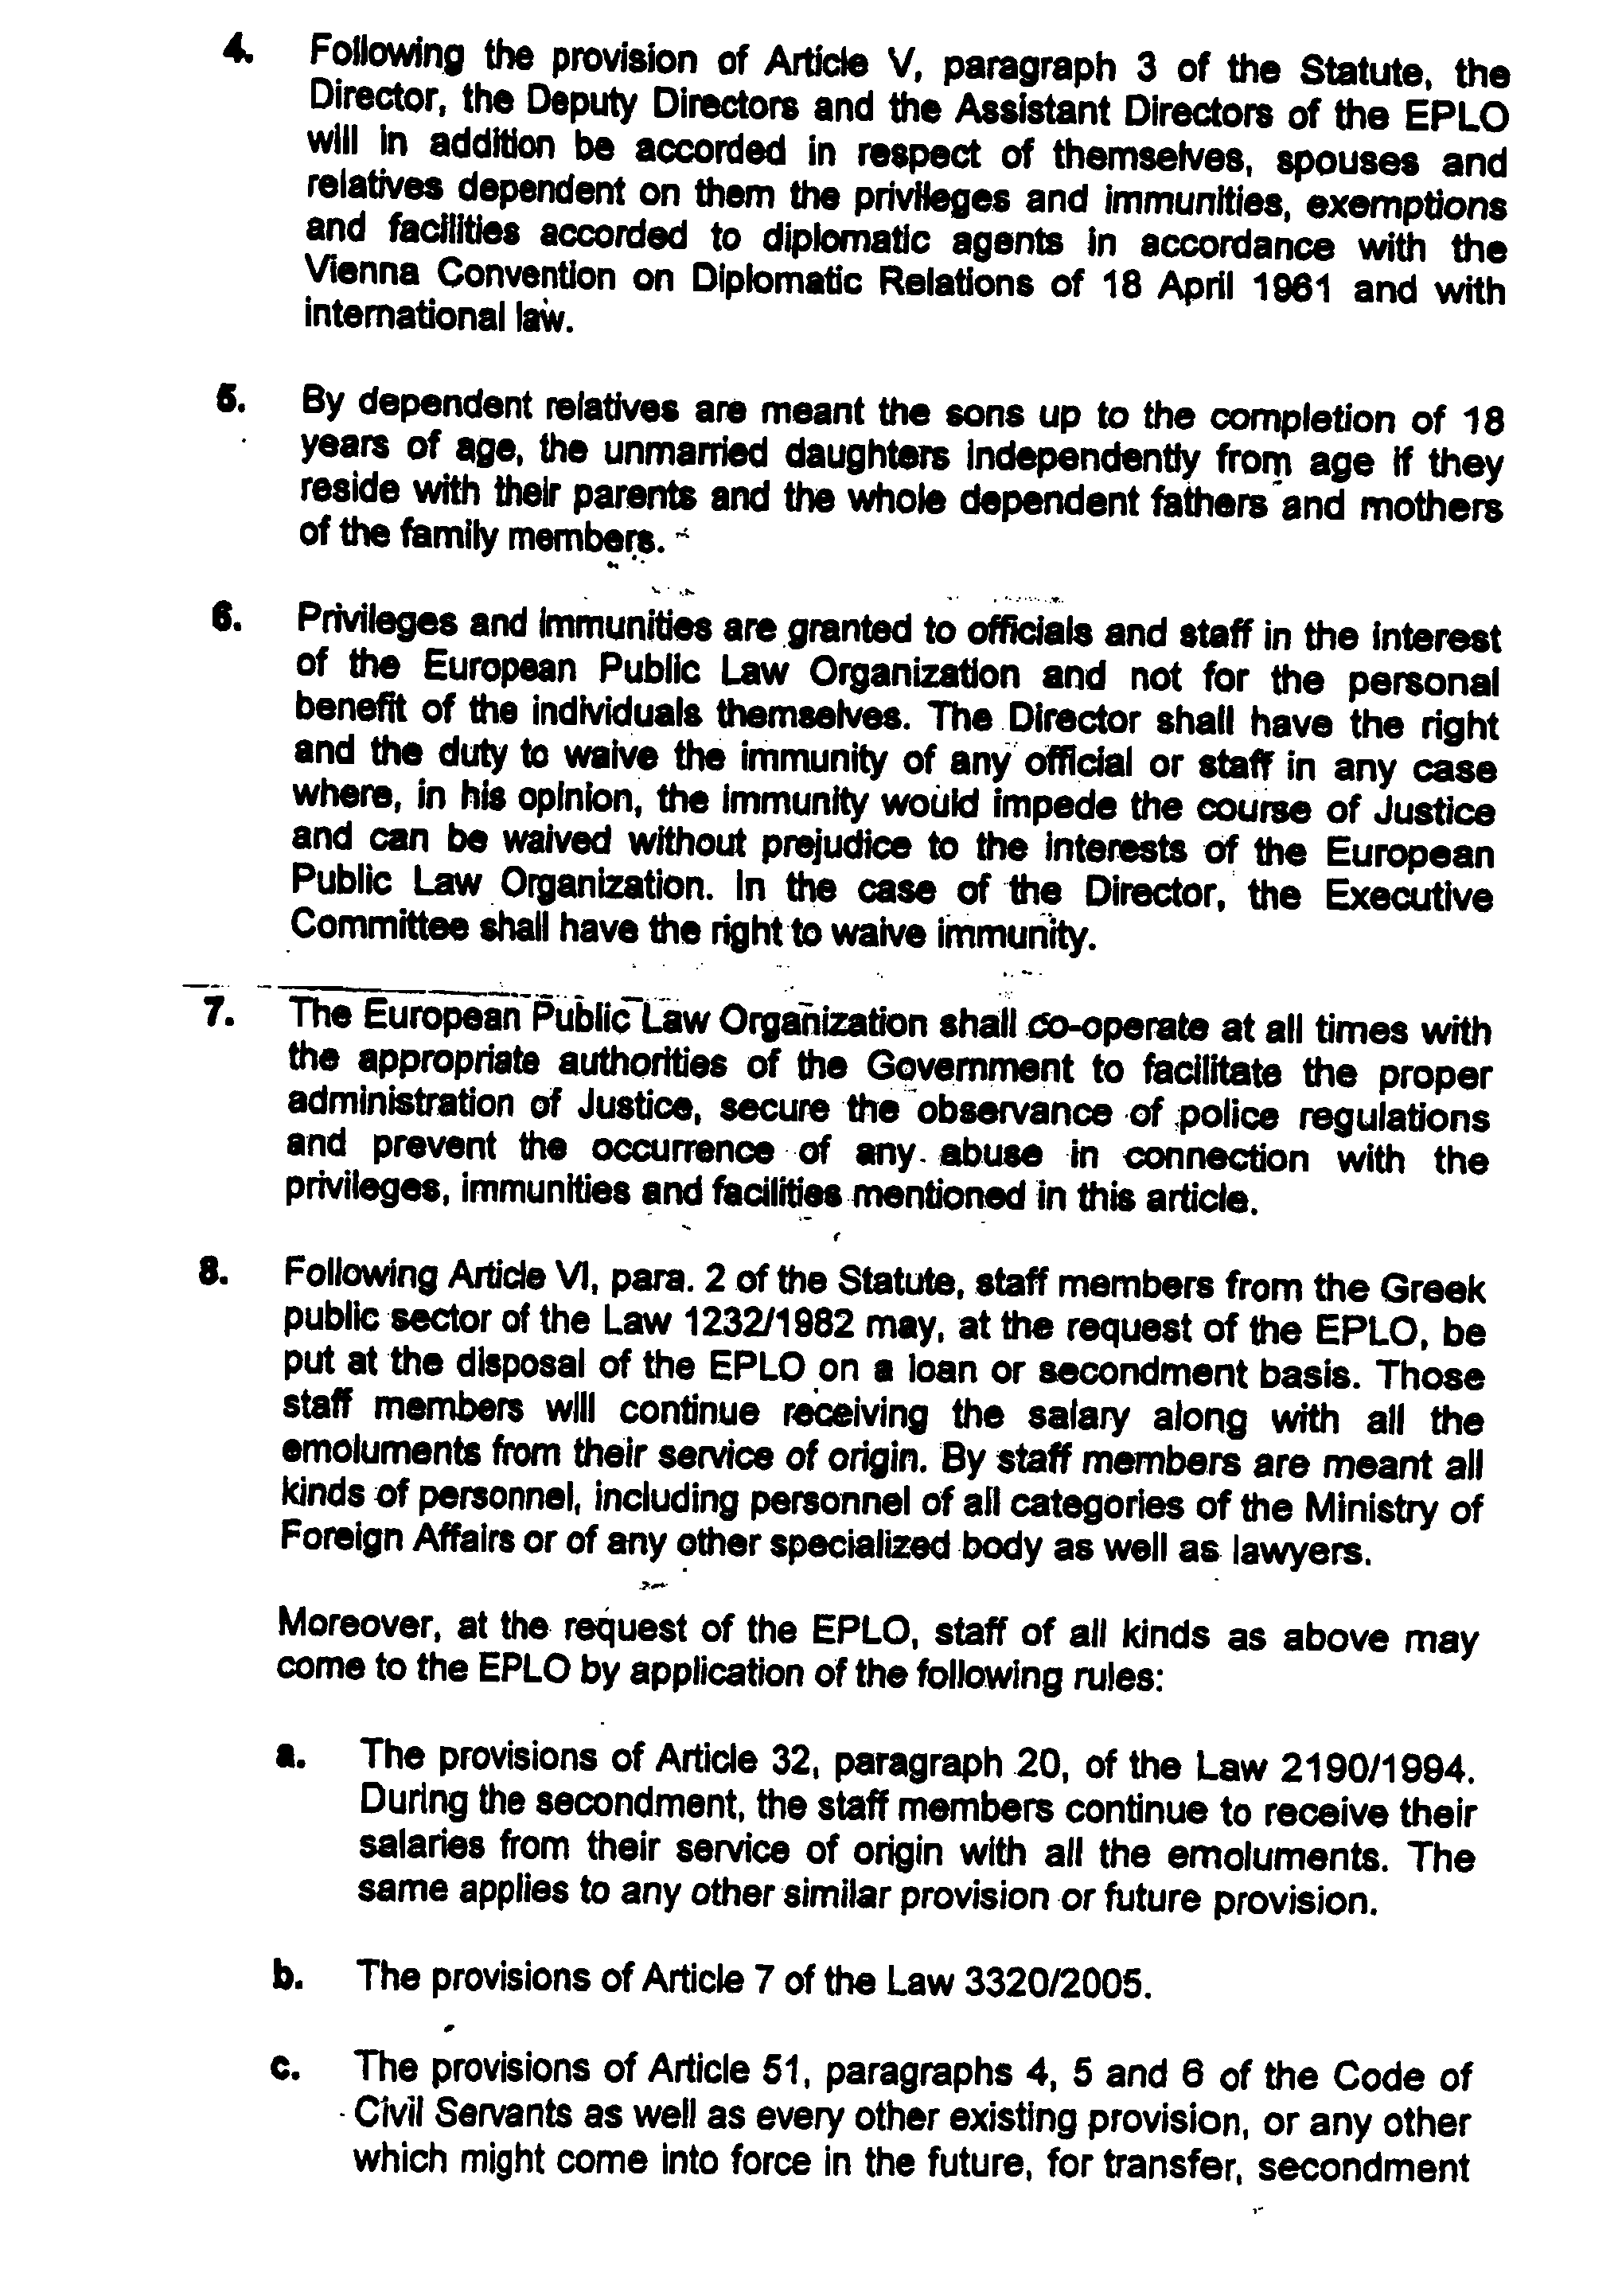 4. Following the provision of Article V, paragraph 3 of the Statute, the
Director, the Deputy Directors and the Assistant Directors of the EPLO
will in addition be accorded in respect of themselves, spouses and
relatives dependent on them the privileges and immunities, exemptions
and facilities accorded to diplomatic agents in accordance with the
Vienna Convention on Diplomatic Relations of 18 April 1961 and with
international law.
5. By dependent relatives are meant the sons up to the completion of 18
years of age, the unmarried daughters independently from age if they
reside with their parents and the whole dependent fathers and mothers
of the family members.
6. Privileges and immunities are granted to officials and staff in the interest
of the European Public Law Organization and not for the personal
benefit of the individuals themselves. The Director shall have the right
and the duty to waive the immunity of any official or staff in any case
where, in his opinion, the immunity would impede the course of Justice
and can be waived without prejudice to the interests of the European
Public Law Organization. In the case of the Director, the Executive
Committee shall have the right to waive immunity.
7. The European Public Law Organization shall co-operate at all times with
the appropriate authorities of the Government to facilitate the proper
administration of Justice, secure the observance of police regulations
and prevent the occurrence of any abuse in connection with the
privileges, immunities and facilities mentioned in this article.
8. Following Article VI, para. 2 of the Statute, staff members from the Greek
public sector of the Law 1232/1982 may, at the request of the EPLO, be
put at the disposal of the EPLO on a loan or secondment basis. Those
staff members will continue receiving the salary along with all the
emoluments from their service of origin. By staff members are meant all
kinds of personnel, including personnel of all categories of the Ministry of
Foreign Affairs or of any other specialized body as well as lawyers.
Moreover, at the request of the EPLO, staff of all kinds as above may
come to the EPLO by application of the following rules:
a. The provisions of Article 32, paragraph 20, of the Law 2190/1994.
During the secondment, the staff members continue to receive their
salaries from their service of origin with all the emoluments. The
same applies to any other similar provision or future provision.
b. The provisions of Article 7 of the Law 3320/2005.
c. The provisions of Article 51, paragraphs 4, 5 and 6 of the Code of
Civil Servants as well as every other existing provision, or any other
which might come into force in the future, for transfer, secondment